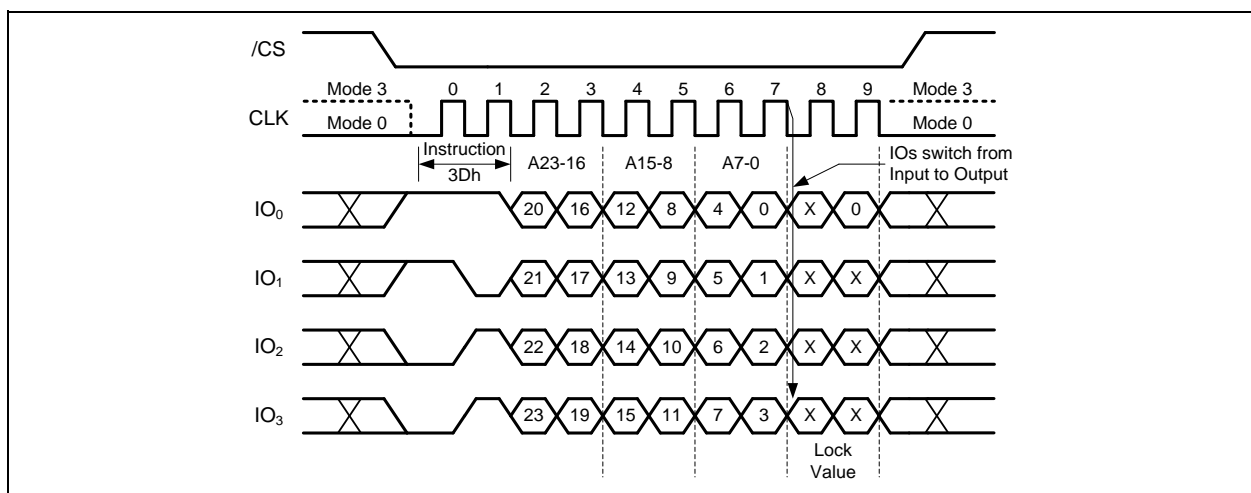 /CS
Mode 3 0 1 2 3 4 5 6 7 8 9 Mode 3
CLK
Mode 0 Mode 0
Instruction A23-16 A15-8 A7-0 IOs switch from
3Dh Input to Output
IO0 20 16 12 8 4 0 X 0
IO1 21 17 13 9 5 1 X X
IO2 22 18 14 10 6 2 X X
IO3 23 19 15 11 7 3 X X
Lock
Value